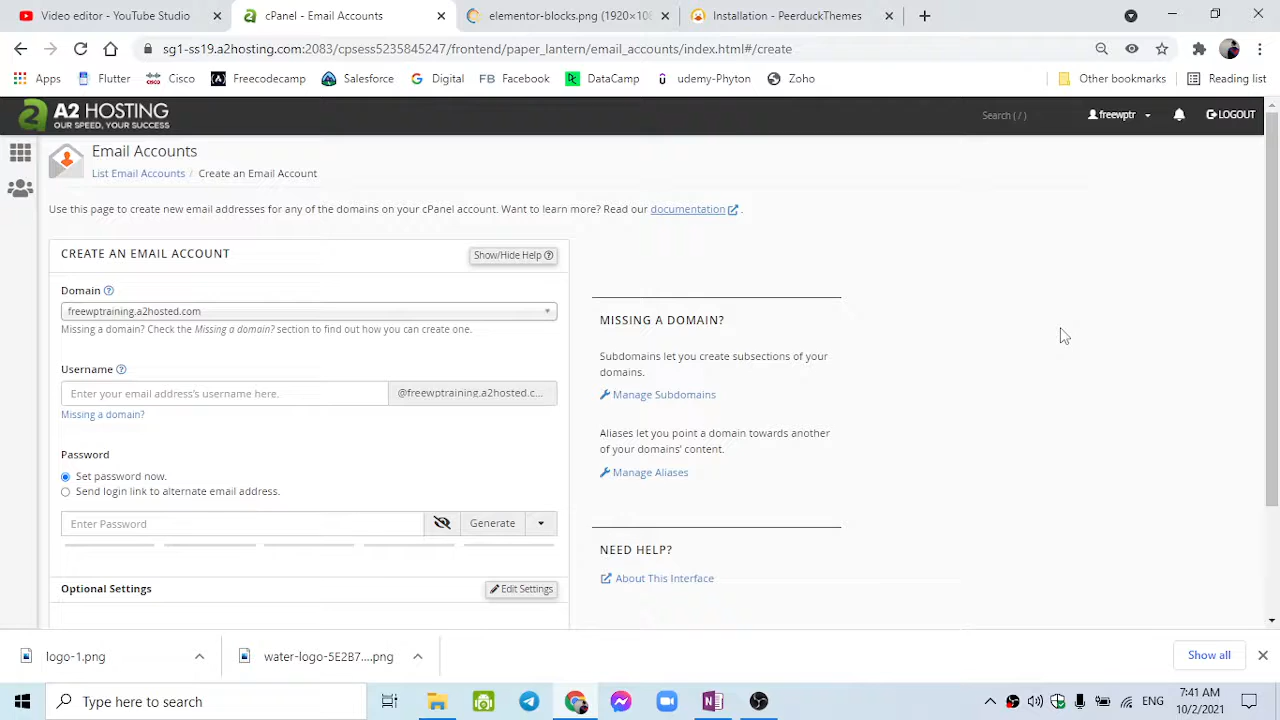 Video editor - YouTube Studio
cPanel - Email Accounts
elementor-blocks.png (1920×108
Installation - PeerduckThemes
sg1-ss19.a2hosting.com:2083/cpsess5235845247/frontend/paper_lantern/email_accounts/index.html#/create
Apps
Flutter
Cisco
Freecodecamp
Salesforce
Digital
FB Facebook
DataCamp
udemy-Phyton
Zoho
Other bookmarks
Reading list
A2 HOSTING
OUR SPEED, YOUR SUCCESS
Search ( / )
freewptr
LOGOUT
Email Accounts
List Email Accounts / Create an Email Account
Use this page to create new email addresses for any of the domains on your cPanel account. Want to learn more? Read our documentation .
CREATE AN EMAIL ACCOUNT
Show/Hide Help
Domain
freewptraining.a2hosted.com
Missing a domain? Check the Missing a domain? section to find out how you can create one.
Username
Enter your email address's username here.
@freewptraining.a2hosted.c...
Missing a domain?
Password
Set password now.
Send login link to alternate email address.
Enter Password
Generate
Optional Settings
Edit Settings
MISSING A DOMAIN?
Subdomains let you create subsections of your
domains.
Manage Subdomains
Aliases let you point a domain towards another
of your domains' content.
Manage Aliases
NEED HELP?
About This Interface
logo-1.png
water-logo-5E2B7....png
Show all
Type here to search
ENG
7:41 AM
10/2/2021